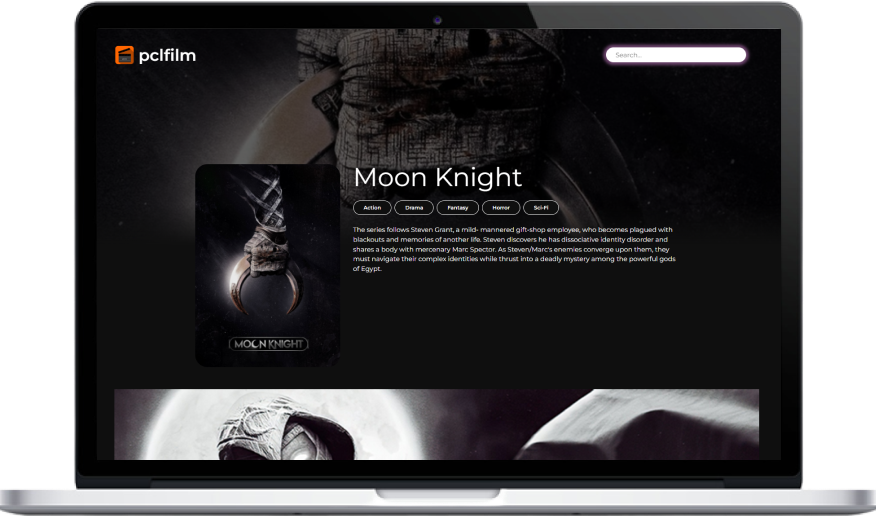 pclfilm
Search...
Moon Knight
Action
Drama
Fantasy
Horror
Sci-Fi
The series follows Steven Grant, a mild- mannered gift-shop employee, who becomes plagued with
blackouts and memories of another life. Steven discovers he has dissociative identity disorder and
shares a body with mercenary Marc Spector. As Steven/Marc's enemies converge upon them, they
must navigate their complex identities while thrust into a deadly mystery among the powerful gods
of Egypt.
MOON KNIGHT